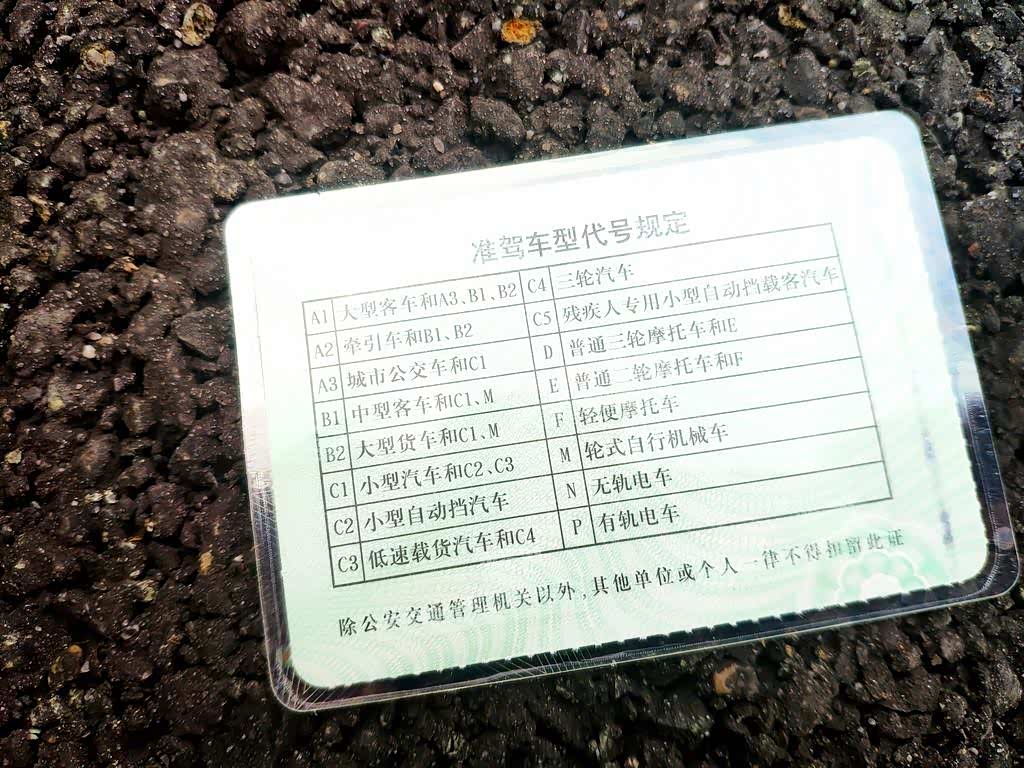 准驾车型代号规定
A1 大型客车和A3、B1、B2 C4 三轮汽车
A2 牵引车和B1、B2 C5 残疾人专用小型自动挡载客汽车
A3 城市公交车和C1 D 普通三轮摩托车和E
B1 中型客车和C1、M E 普通二轮摩托车和F
B2 大型货车和C1、M F 轻便摩托车
C1 小型汽车和C2、C3 M 轮式自行机械车
C2 小型自动挡汽车 N 无轨电车
C3 低速载货汽车和C4 P 有轨电车
除公安交通管理机关以外,其他单位或个人一律不得扣留此证